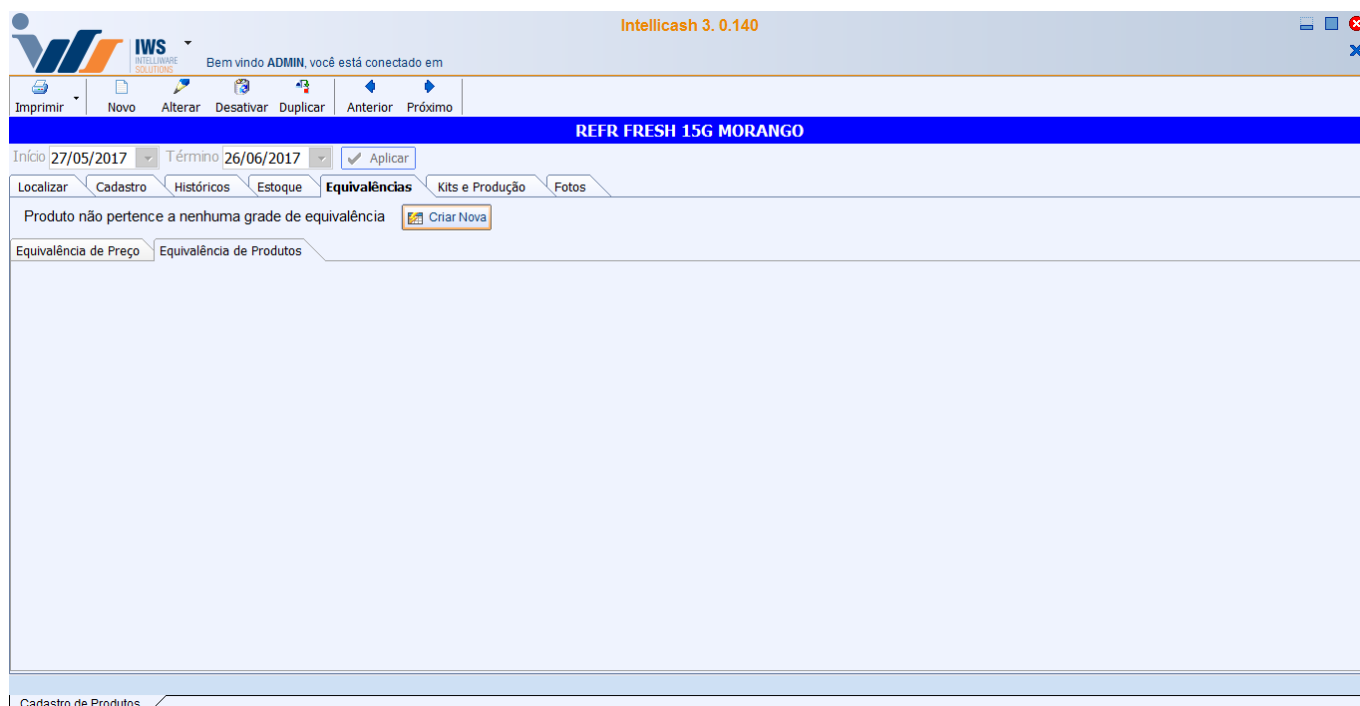 Intellicash 3. 0.140
IWS
INTELLIWARE
SOLUTIONS
Bem vindo ADMIN, você está conectado em
Imprimir Novo Alterar Desativar Duplicar Anterior Próximo
REFR FRESH 15G MORANGO
Início 27/05/2017 Término 26/06/2017 Aplicar
Localizar Cadastro Históricos Estoque Equivalências Kits e Produção Fotos
Produto não pertence a nenhuma grade de equivalência Criar Nova
Equivalência de Preço Equivalência de Produtos
Cadastro de Produtos